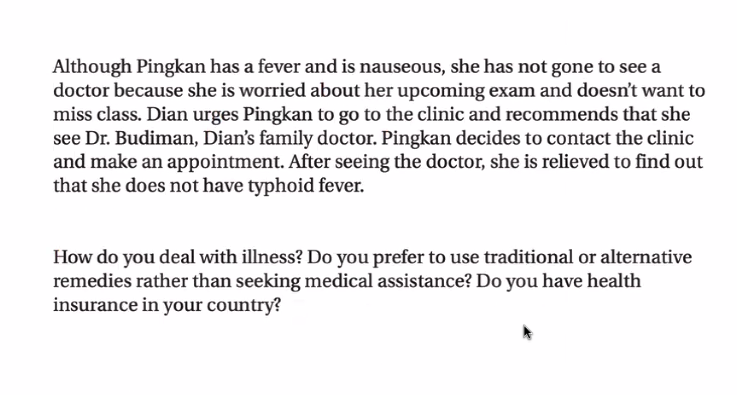 Although Pingkan has a fever and is nauseous, she has not gone to see a
doctor because she is worried about her upcoming exam and doesn't want to
miss class. Dian urges Pingkan to go to the clinic and recommends that she
see Dr. Budiman, Dian's family doctor. Pingkan decides to contact the clinic
and make an appointment. After seeing the doctor, she is relieved to find out
that she does not have typhoid fever.
How do you deal with illness? Do you prefer to use traditional or alternative
remedies rather than seeking medical assistance? Do you have health
insurance in your country?